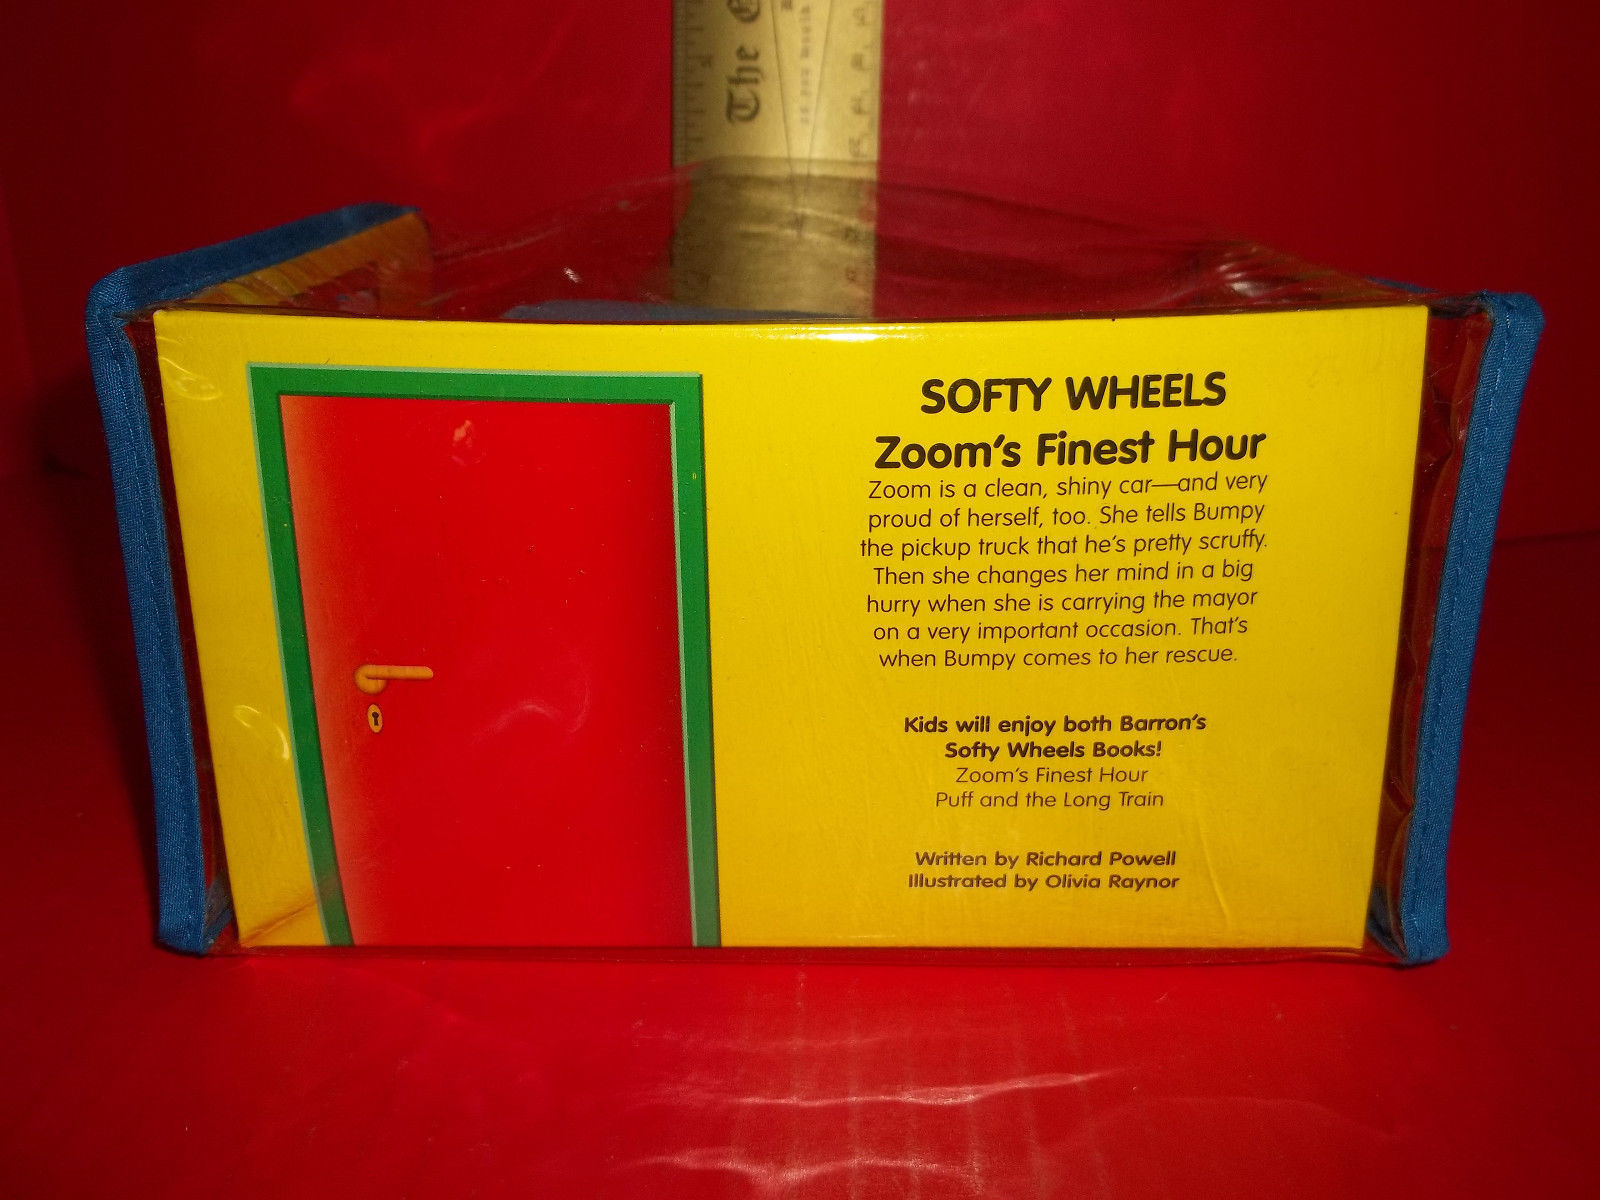 The
SOFTY WHEELS
Zoom's Finest Hour
Zoom is a clean, shiny car—and very
proud of herself, too. She tells Bumpy
the pickup truck that he's pretty scruffy.
Then she changes her mind in a big
hurry when she is carrying the mayor
on a very important occasion. That's
when Bumpy comes to her rescue.
Kids will enjoy both Barron's
Softy Wheels Books!
Zoom's Finest Hour
Puff and the Long Train
Written by Richard Powell
Illustrated by Olivia Raynor